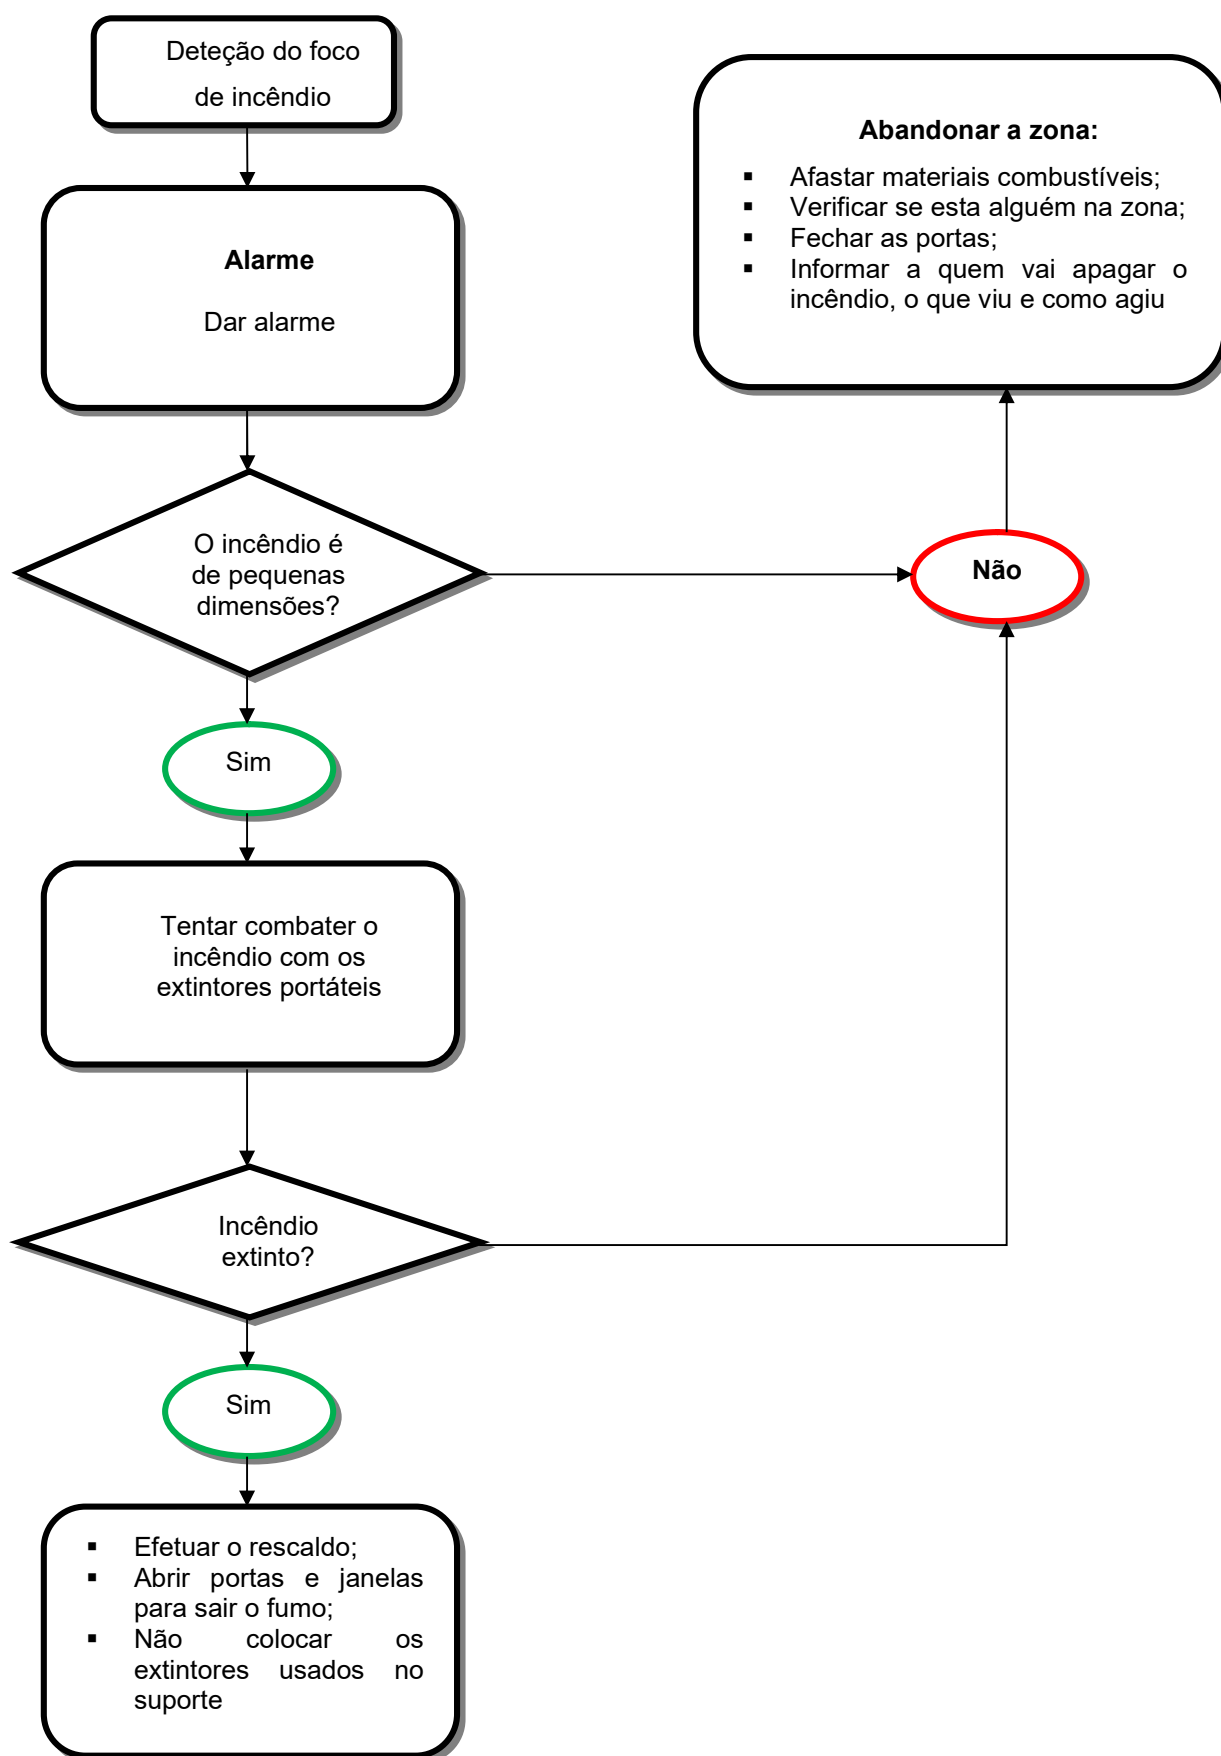 Deteção do foco
de incêndio
Alarme
Dar alarme
O incêndio é
de pequenas
dimensões?
Sim
Tentar combater o
incêndio com os
extintores portáteis
Incêndio
extinto?
Sim
▪ Efetuar o rescaldo;
▪ Abrir portas e janelas
para sair o fumo;
▪ Não colocar os
extintores usados no
suporte
Abandonar a zona:
▪ Afastar materiais combustíveis;
▪ Verificar se esta alguém na zona;
▪ Fechar as portas;
▪ Informar a quem vai apagar o
incêndio, o que viu e como agiu
Não